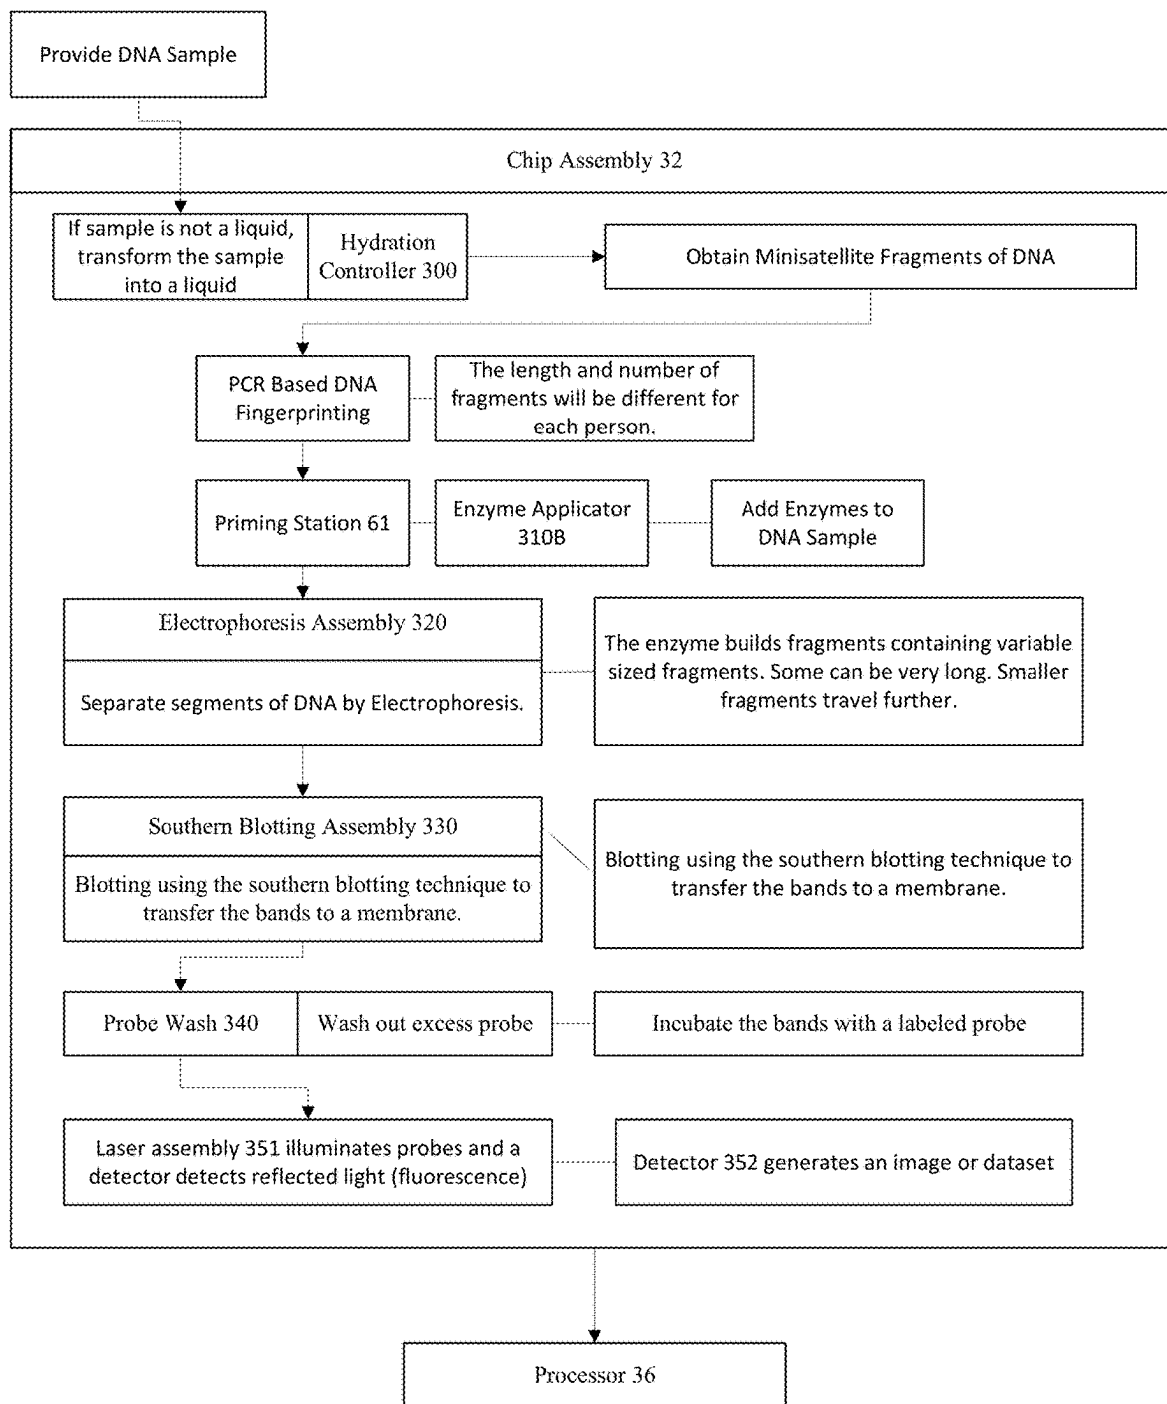 Provide DNA Sample
Chip Assembly 32
If sample is not a liquid,
transform the sample
into a liquid
Hydration
Controller 300
Obtain Minisatellite Fragments of DNA
PCR Based DNA
Fingerprinting
The length and number of
fragments will be different for
each person.
Priming Station 61
Enzyme Applicator
310B
Add Enzymes to
DNA Sample
Electrophoresis Assembly 320
Separate segments of DNA by Electrophoresis.
The enzyme builds fragments containing variable
sized fragments. Some can be very long. Smaller
fragments travel further.
Southern Blotting Assembly 330
Blotting using the southern blotting technique to
transfer the bands to a membrane.
Blotting using the southern blotting technique to
transfer the bands to a membrane.
Probe Wash 340
Wash out excess probe
Incubate the bands with a labeled probe
Laser assembly 351 illuminates probes and a
detector detects reflected light (fluorescence)
Detector 352 generates an image or dataset
Processor 36